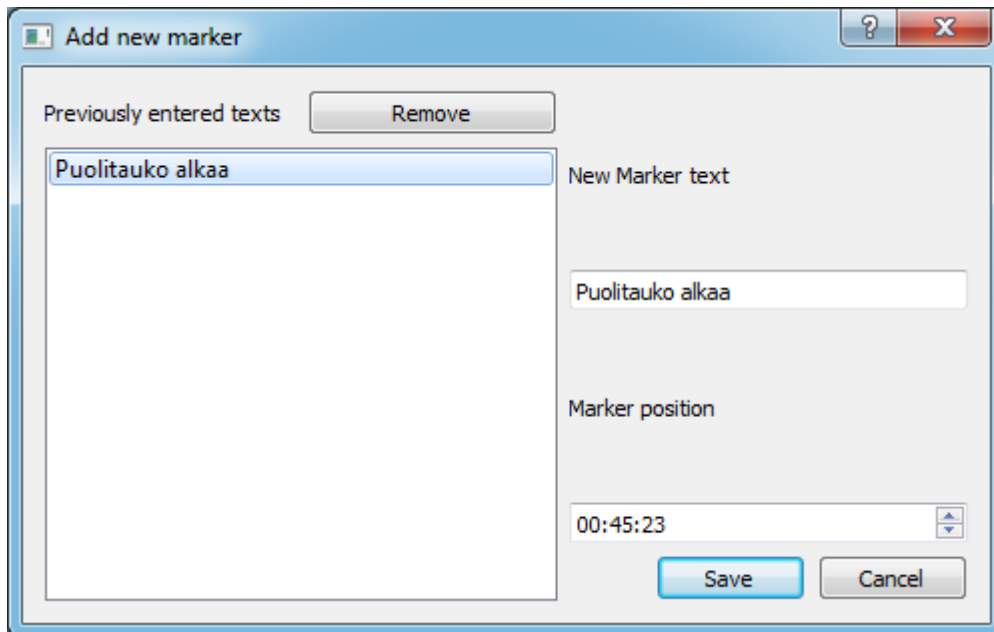 Add new marker
Previously entered texts
Remove
Puolitauko alkaa
New Marker text
Puolitauko alkaa
Marker position
00:45:23
Save
Cancel